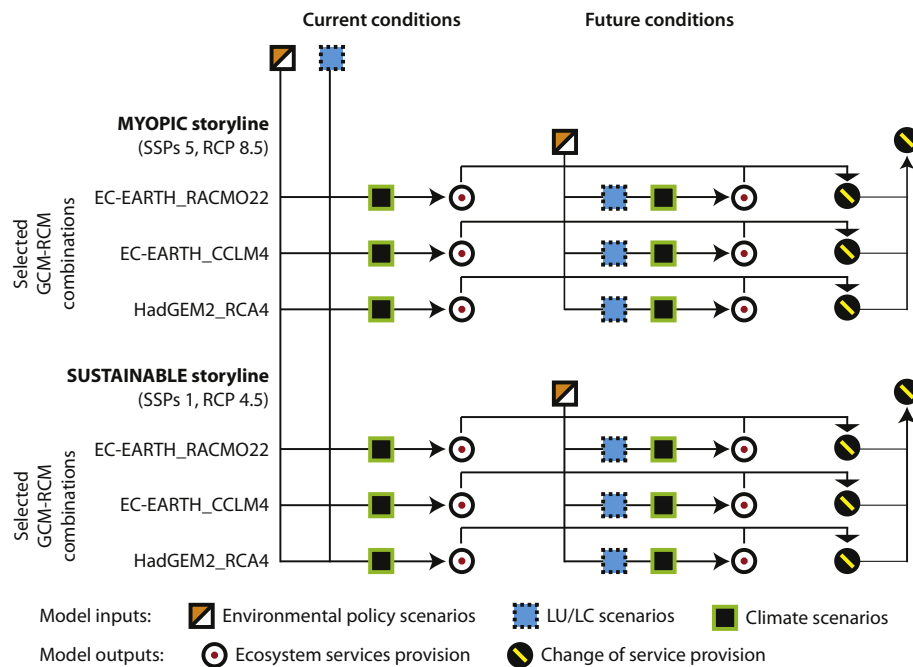 Current conditions
Future conditions
MYOPIC storyline
(SSPs 5, RCP 8.5)
Selected
GCM-RCM
combinations
EC-EARTH_RACMO22
EC-EARTH_CCLM4
HadGEM2_RCA4
SUSTAINABLE storyline
(SSPs 1, RCP 4.5)
Selected
GCM-RCM
combinations
EC-EARTH_RACMO22
EC-EARTH_CCLM4
HadGEM2_RCA4
Model inputs:
Environmental policy scenarios
LU/LC scenarios
Climate scenarios
Model outputs:
Ecosystem services provision
Change of service provision